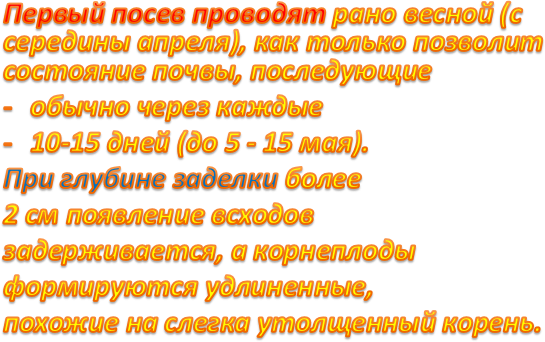 Первый посев проводят рано весной (с
середины апреля), как только позволит
состояние почвы, последующие
- обычно через каждые
- 10-15 дней (до 5 - 15 мая).
При глубине заделки более
2 см появление всходов
задерживается, а корнеплоды
формируются удлиненные,
похожие на слегка утолщенный корень.